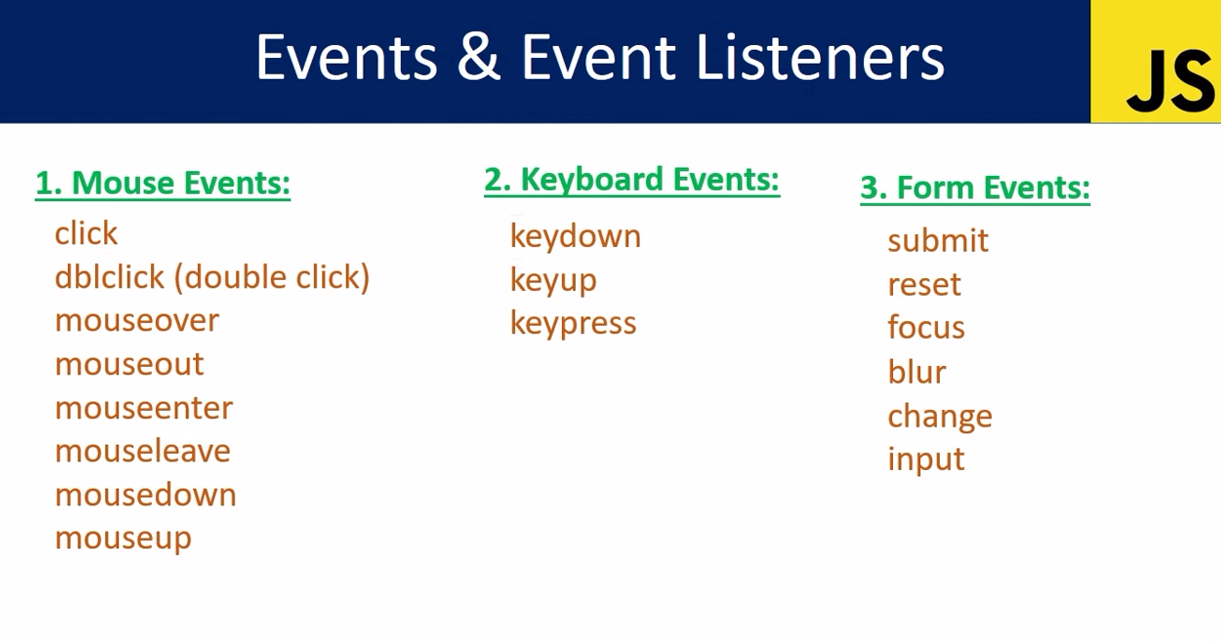 Events & Event Listeners
JS
1. Mouse Events:
click
dblclick (double click)
mouseover
mouseout
mouseenter
mouseleave
mousedown
mouseup
2. Keyboard Events:
keydown
keyup
keypress
3. Form Events:
submit
reset
focus
blur
change
input